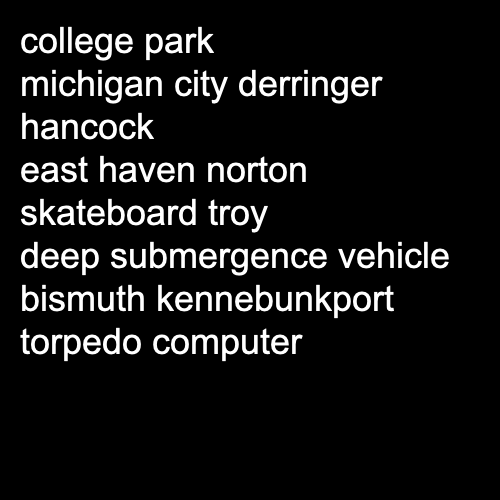 college park
michigan city derringer
hancock
east haven norton
skateboard troy
deep submergence vehicle
bismuth kennebunkport
torpedo computer